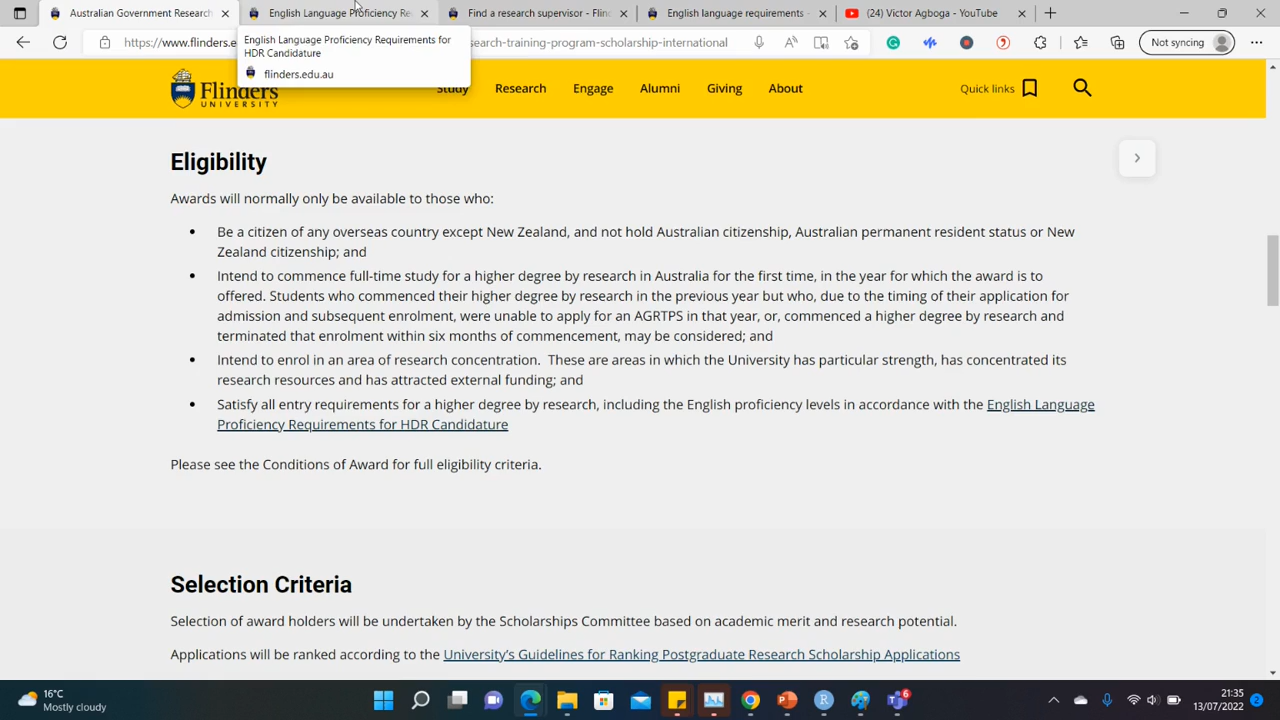 Australian Government Research
English Language Proficiency Re
Find a research supervisor - Flin
English language requirements -
(24) Victor Agboga - YouTube
https://www.flinders.e
search-training-program-scholarship-international
Not syncing
English Language Proficiency Requirements for
HDR Candidature
flinders.edu.au
Flinders
UNIVERSITY
Study
Research
Engage
Alumni
Giving
About
Quick links
Eligibility
Awards will normally only be available to those who:
• Be a citizen of any overseas country except New Zealand, and not hold Australian citizenship, Australian permanent resident status or New
Zealand citizenship; and
• Intend to commence full-time study for a higher degree by research in Australia for the first time, in the year for which the award is to
offered. Students who commenced their higher degree by research in the previous year but who, due to the timing of their application for
admission and subsequent enrolment, were unable to apply for an AGRTPS in that year, or, commenced a higher degree by research and
terminated that enrolment within six months of commencement, may be considered; and
• Intend to enrol in an area of research concentration.  These are areas in which the University has particular strength, has concentrated its
research resources and has attracted external funding; and
• Satisfy all entry requirements for a higher degree by research, including the English proficiency levels in accordance with the English Language
Proficiency Requirements for HDR Candidature
Please see the Conditions of Award for full eligibility criteria.
Selection Criteria
Selection of award holders will be undertaken by the Scholarships Committee based on academic merit and research potential.
Applications will be ranked according to the University's Guidelines for Ranking Postgraduate Research Scholarship Applications
16°C
Mostly cloudy
6
21:35
13/07/2022